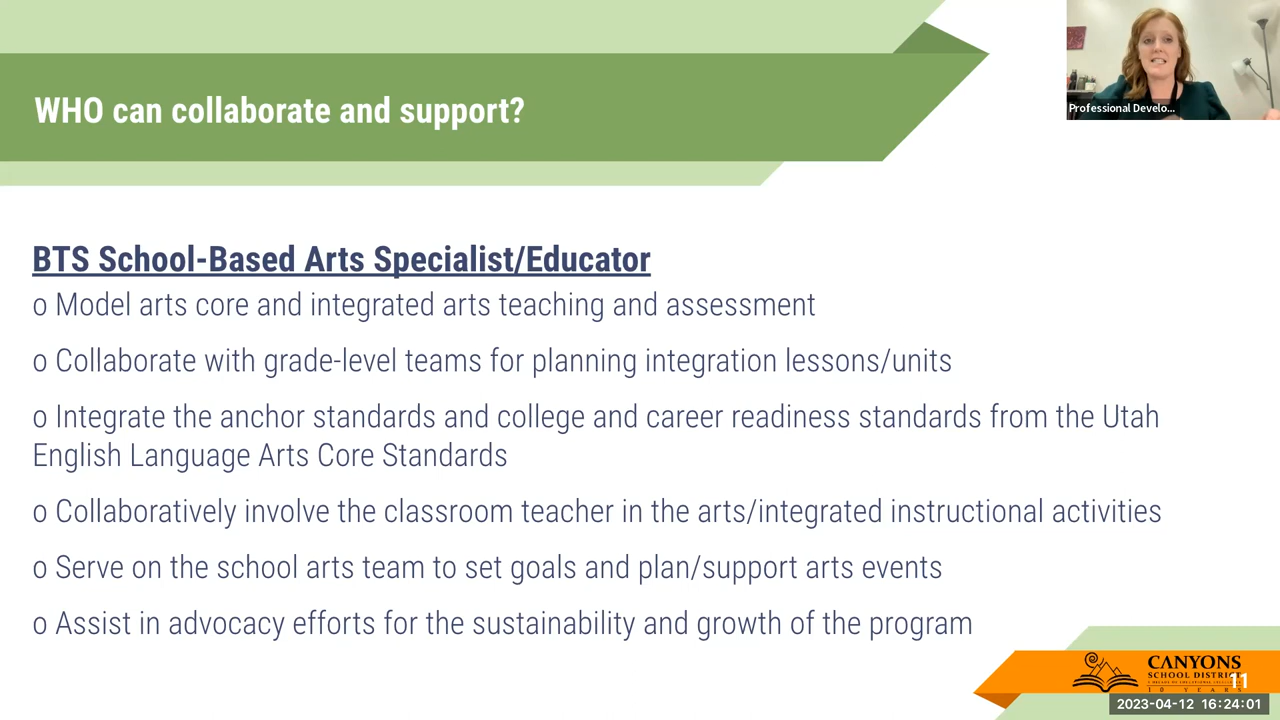 WHO can collaborate and support?
Professional Develo...
BTS School-Based Arts Specialist/Educator
o Model arts core and integrated arts teaching and assessment
o Collaborate with grade-level teams for planning integration lessons/units
o Integrate the anchor standards and college and career readiness standards from the Utah
English Language Arts Core Standards
o Collaboratively involve the classroom teacher in the arts/integrated instructional activities
o Serve on the school arts team to set goals and plan/support arts events
o Assist in advocacy efforts for the sustainability and growth of the program
CANYONS
SCHOOL DISTRICT
11
10 YEARS
2023-04-12 16:24:01